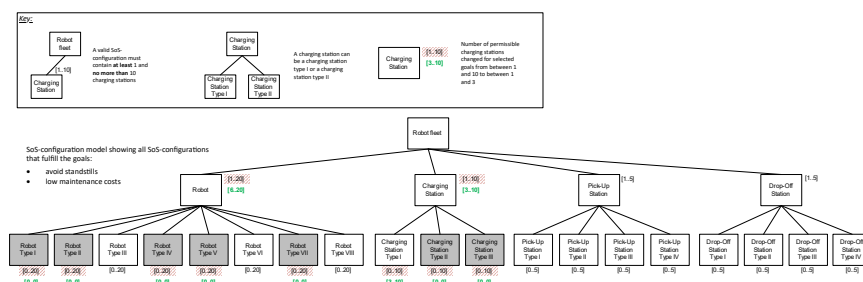 Key:
Robot
fleet
[1..10]
Charging
Station
A valid SoS-
configuration must
contain at least 1 and
no more than 10
charging stations
Charging
Station
Charging
Station
Type I
Charging
Station
Type II
A charging station can
be a charging station
type I or a charging
station type II
Charging
Station
[1..10]
[3..10]
Number of permissible
charging stations
changed for selected
goals from between 1
and 10 to between 1
and 3
SoS-configuration model showing all SoS-configurations
that fulfill the goals:
• avoid standstills
• low maintenance costs
Robot fleet
Robot
[1..20]
[6..20]
Charging
Station
[1..10]
[3..10]
Pick-Up
Station
[1..5]
Drop-Off
Station
[1..5]
Robot
Type I
[0..20]
Robot
Type II
[0..20]
Robot
Type III
[0..20]
Robot
Type IV
[0..20]
Robot
Type V
[0..20]
Robot
Type VI
[0..20]
Robot
Type VII
[0..20]
Robot
Type VIII
[0..20]
Charging
Station
Type I
[0..10]
Charging
Station
Type II
[0..10]
Charging
Station
Type III
[0..10]
Pick-Up
Station
Type I
[0..5]
Pick-Up
Station
Type II
[0..5]
Pick-Up
Station
Type III
[0..5]
Pick-Up
Station
Type IV
[0..5]
Drop-Off
Station
Type I
[0..5]
Drop-Off
Station
Type II
[0..5]
Drop-Off
Station
Type III
[0..5]
Drop-Off
Station
Type IV
[0..5]